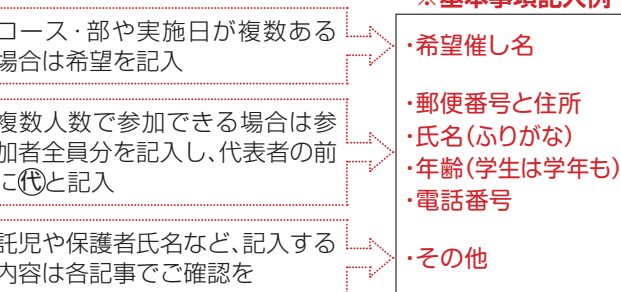 ※基本事項記入例
コース・部や実施日が複数ある
場合は希望を記入
・希望催し名
複数人数で参加できる場合は参
加者全員分を記入し、代表者の前
に㈹と記入
・郵便番号と住所
・氏名(ふりがな)
・年齢(学生は学年も)
・電話番号
託児や保護者氏名など、記入する
内容は各記事でご確認を
・その他